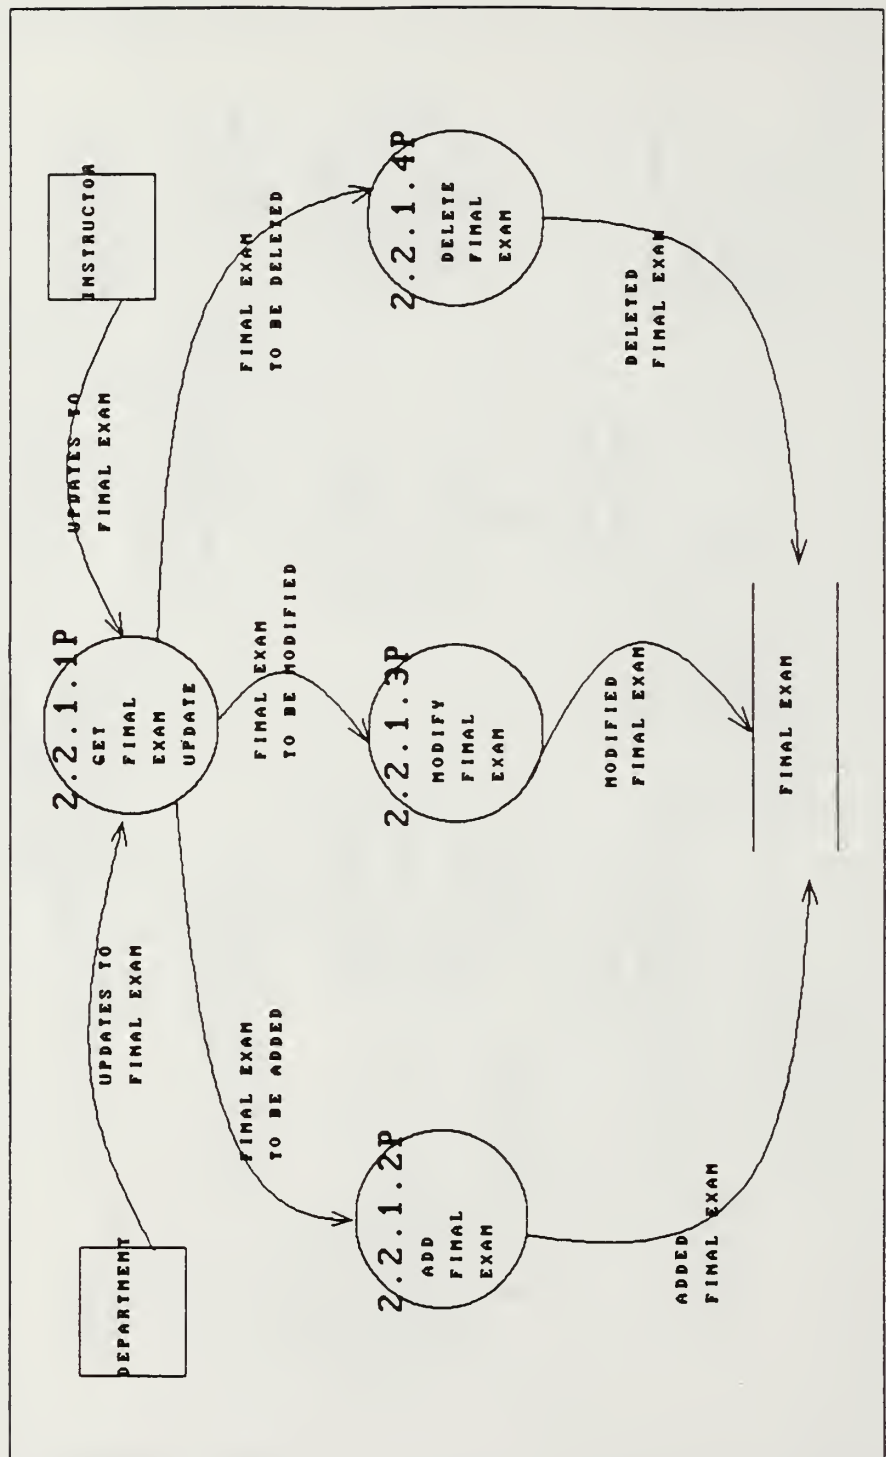 DEPARTMENT
UPDATES TO
FINAL EXAM
2.2.1.1P
GET
FINAL
EXAM
UPDATE
UPDATES TO
FINAL EXAM
INSTRUCTOR
FINAL EXAM
TO BE ADDED
FINAL EXAM
TO BE MODIFIED
FINAL EXAM
TO BE DELETED
2.2.1.2P
ADD
FINAL
EXAM
2.2.1.3P
MODIFY
FINAL
EXAM
2.2.1.4P
DELETE
FINAL
EXAM
ADDED
FINAL EXAM
MODIFIED
FINAL EXAM
DELETED
FINAL EXAM
FINAL EXAM